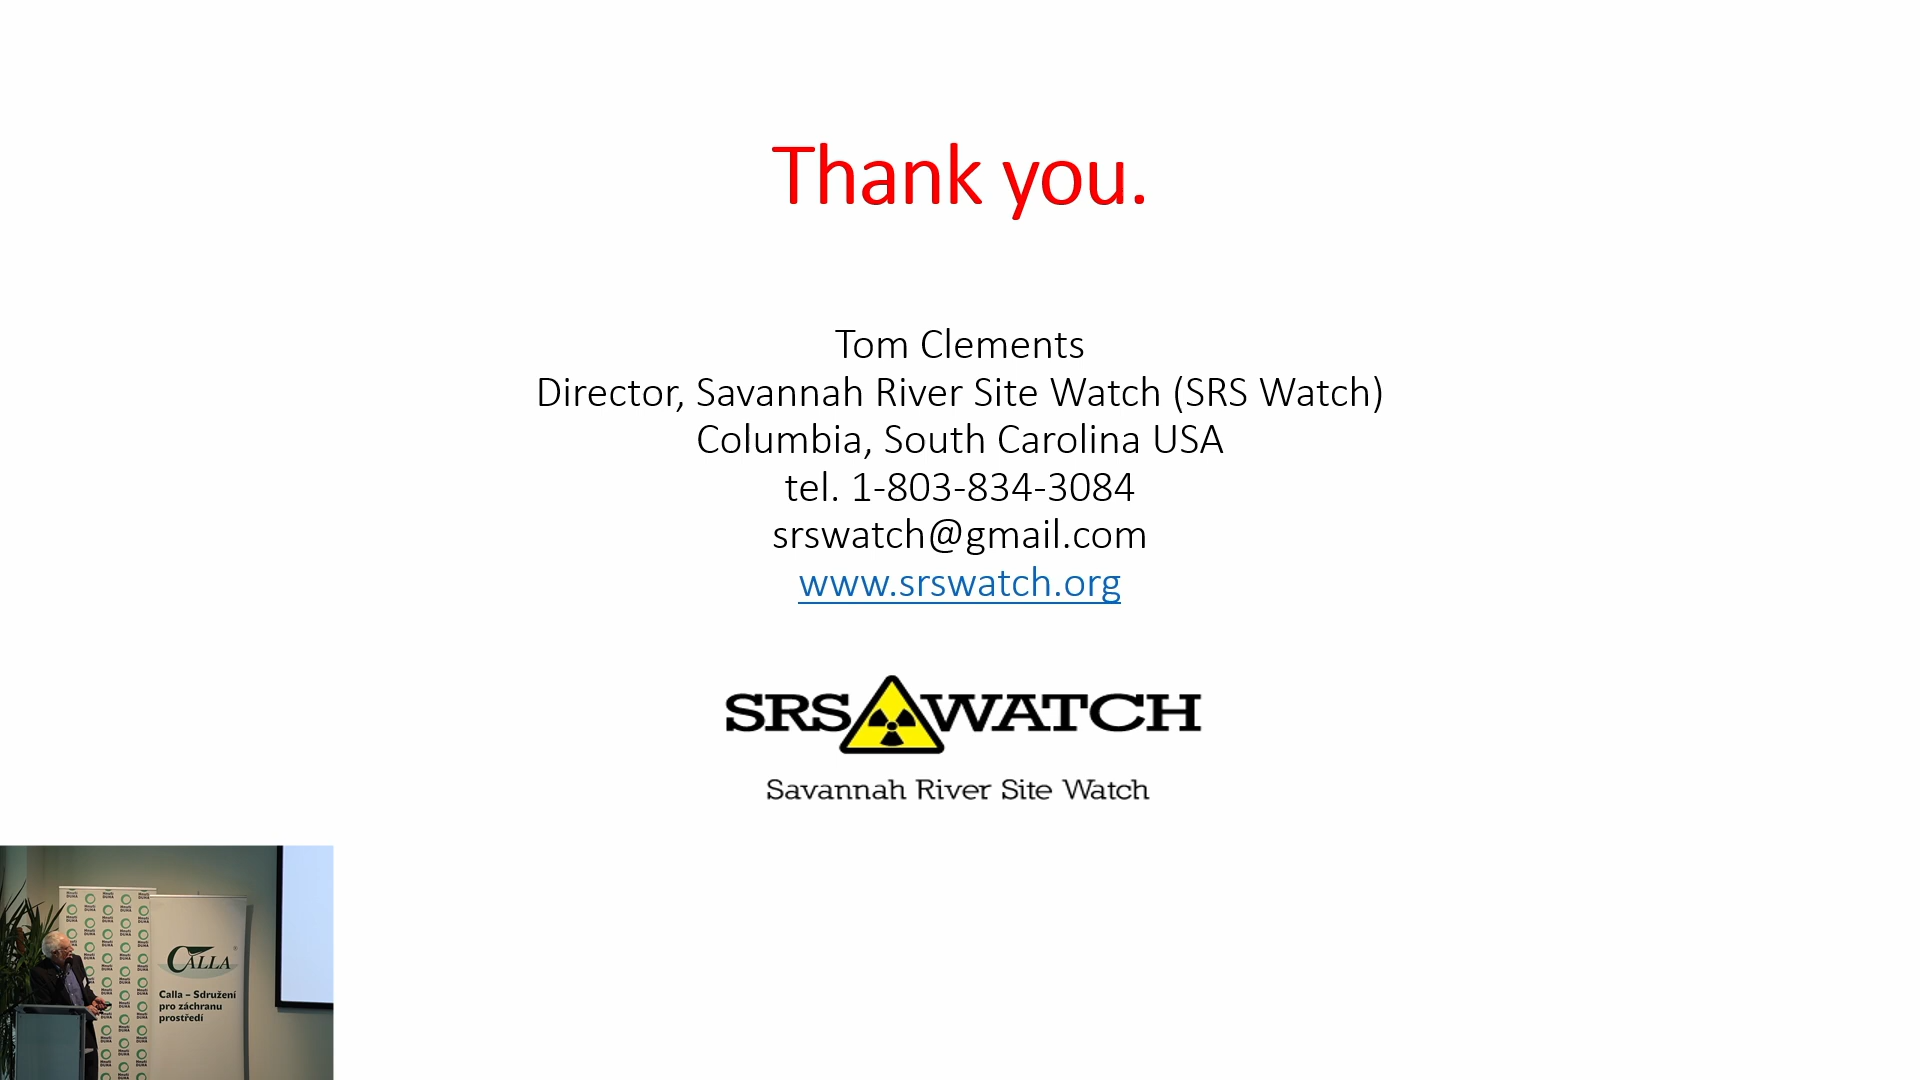 Thank you.
Tom Clements
Director, Savannah River Site Watch (SRS Watch)
Columbia, South Carolina USA
tel. 1-803-834-3084
srswatch@gmail.com
www.srswatch.org
SRS WATCH
Savannah River Site Watch
CALLA
Calla – Sdružení
pro záchranu
prostředí